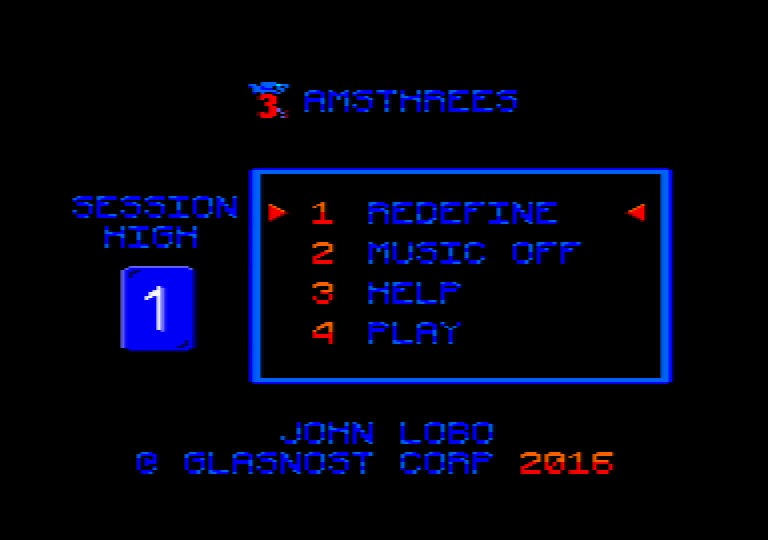 3 AMSTHREES
SESSION
HIGH
1
1 REDEFINE
2 MUSIC OFF
3 HELP
4 PLAY
JOHN LOBO
@ GLASNOST CORP 2016